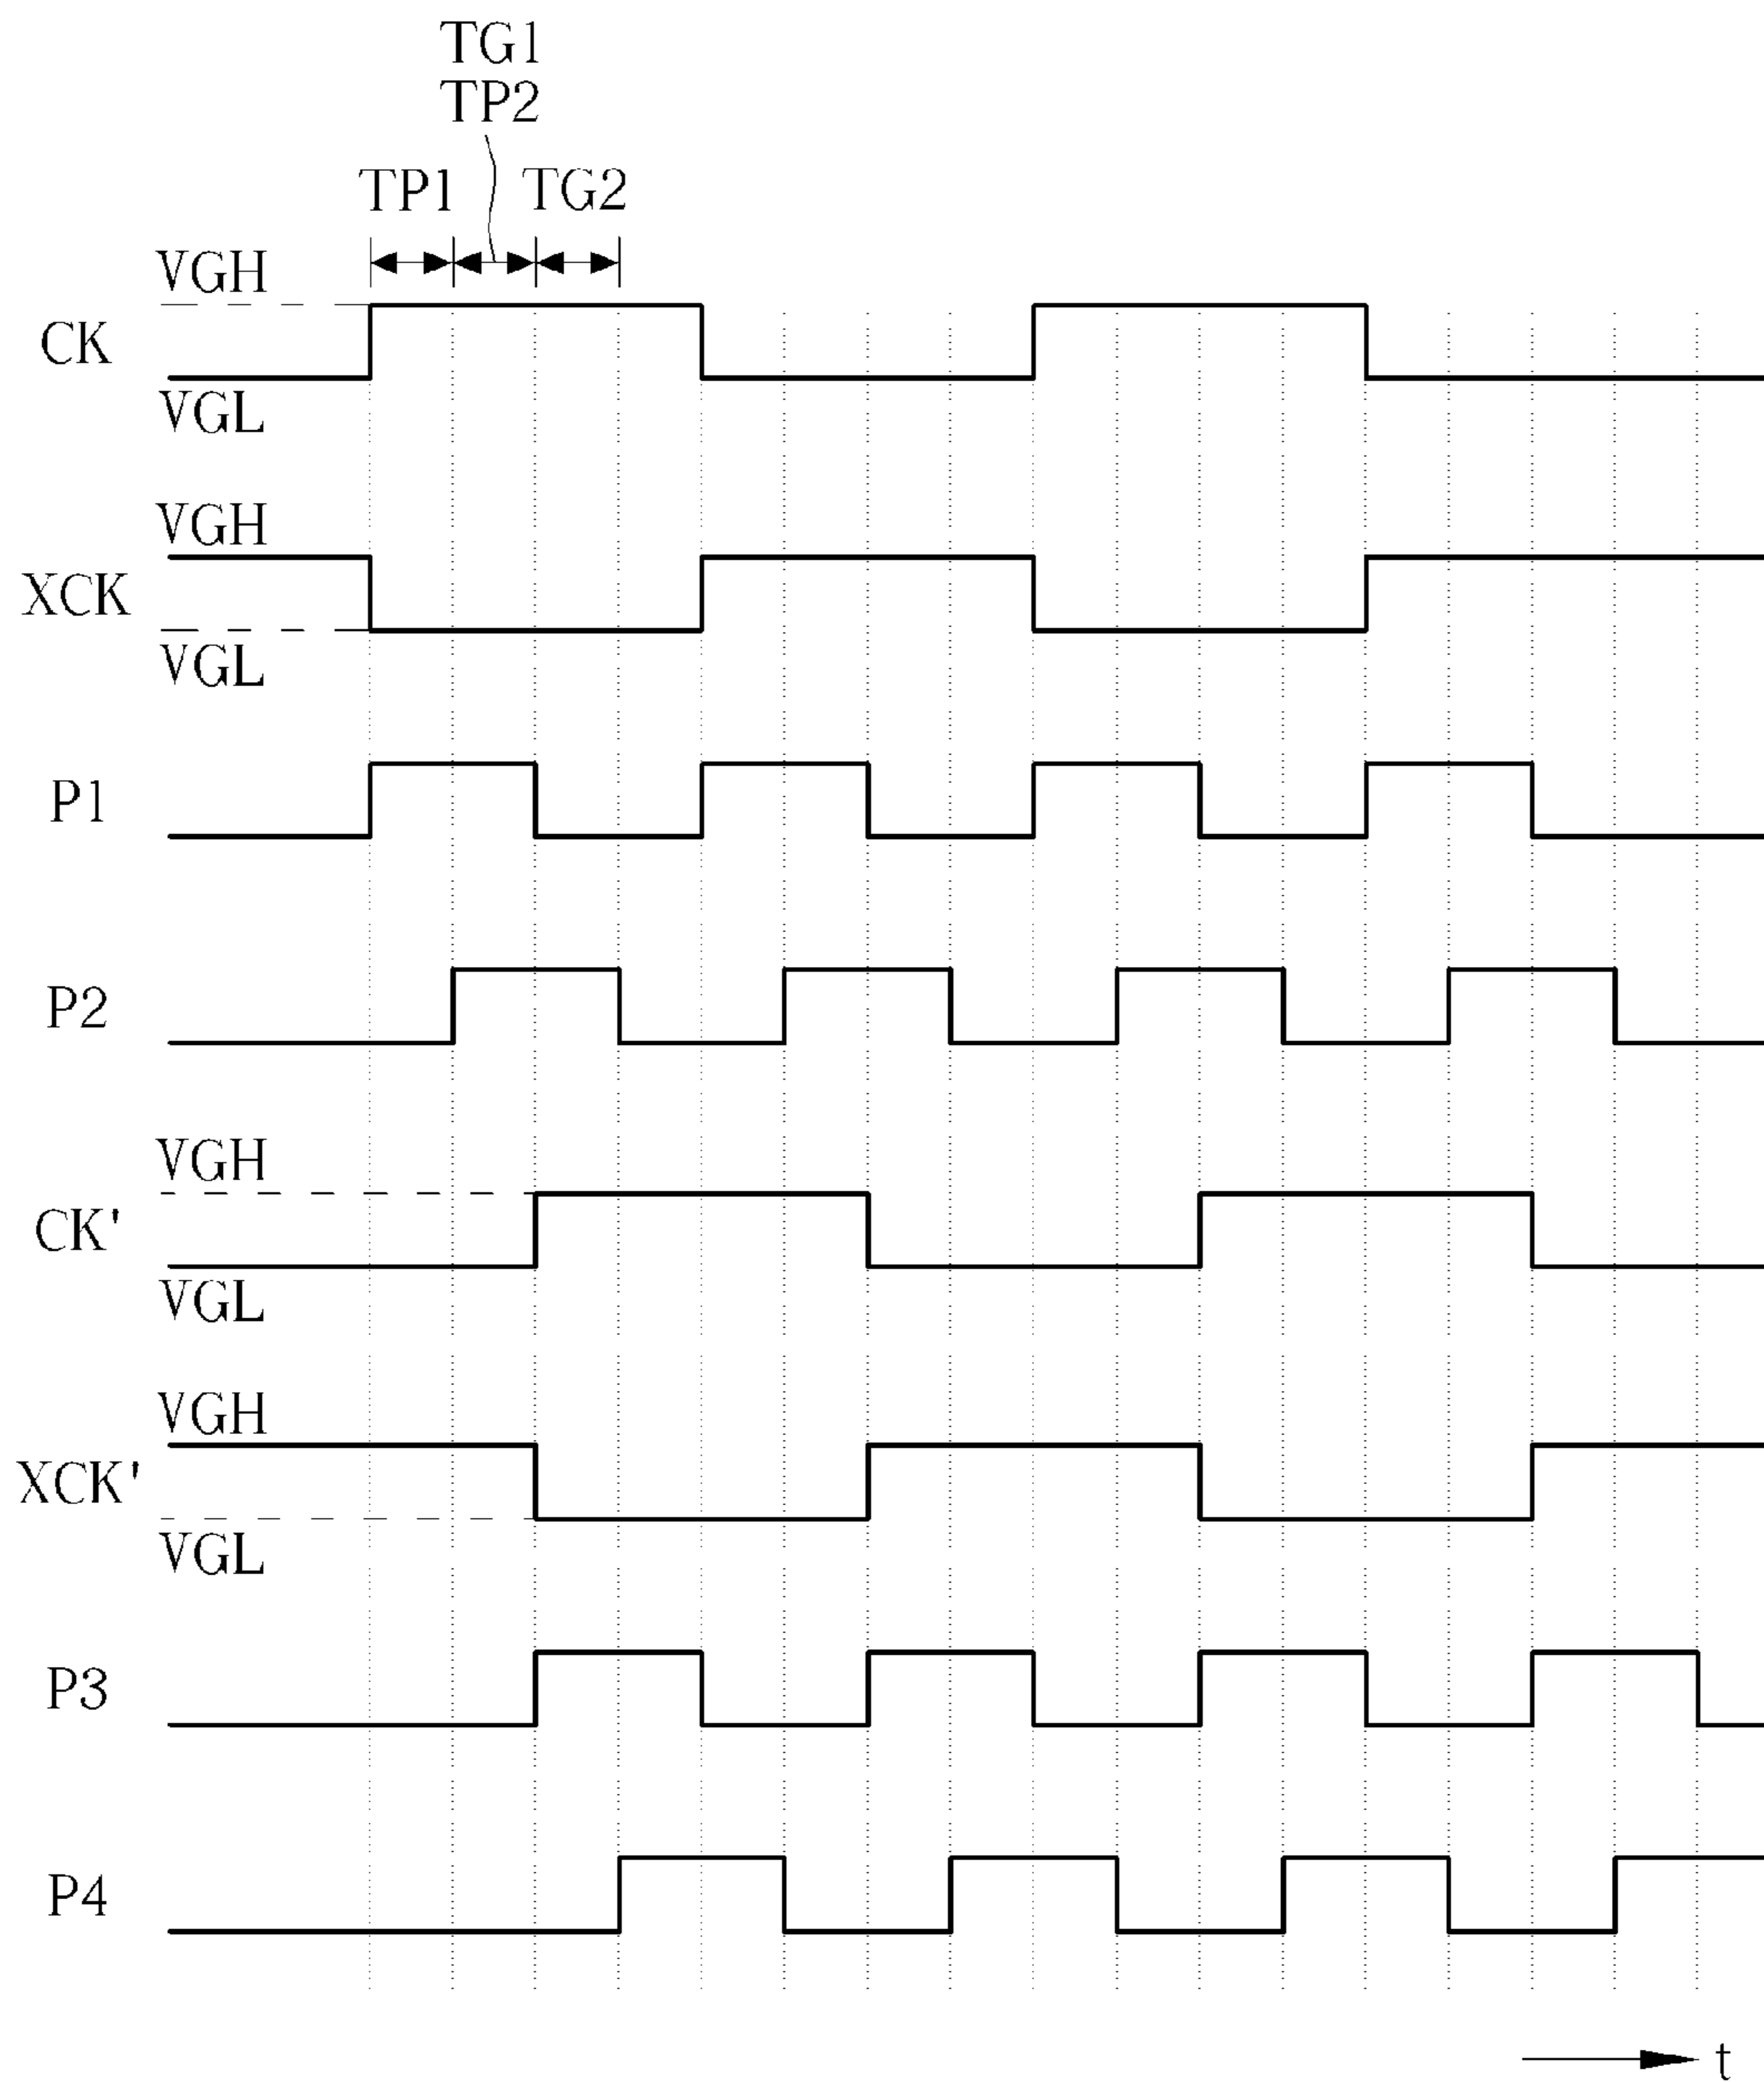 TG1
TP2
TP1
TG2
VGH
CK
VGL
VGH
XCK
VGL
P1
P2
VGH
CK'
VGL
VGH
XCK'
VGL
P3
P4
t